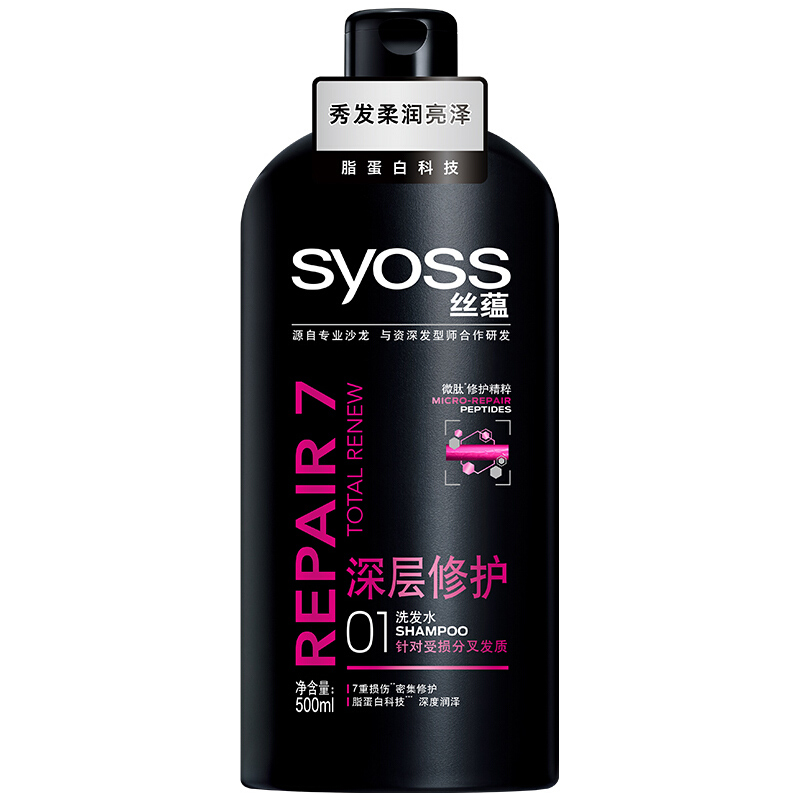 秀发柔润亮泽
脂蛋白科技
syoss
丝蕴
源自专业沙龙 与资深发型师合作研发
REPAIR 7
TOTAL RENEW
微肽*修护精粹
MICRO-REPAIR
PEPTIDES
深层修护
01
洗发水
SHAMPOO
针对受损分叉发质
净含量:
500ml
7重损伤**密集修护
脂蛋白科技*** 深度润泽